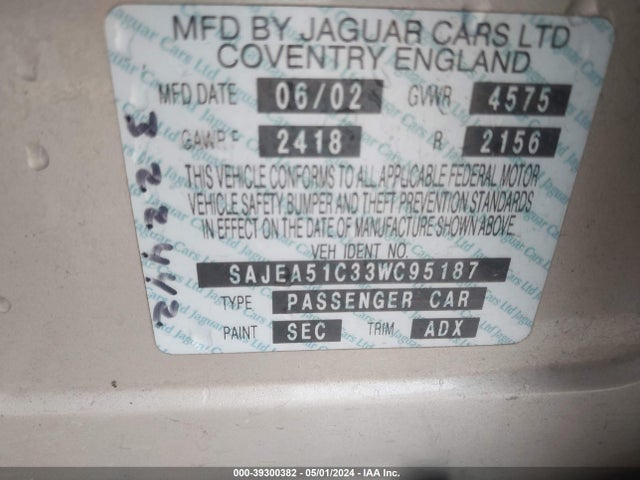 MFD BY JAGUAR CARS LTD
COVENTRY ENGLAND
MFD DATE 06/02 GVWR 4575
GAWR F 2418 R 2156
THIS VEHICLE CONFORMS TO ALL APPLICABLE FEDERAL MOTOR
VEHICLE SAFETY BUMPER AND THEFT PREVENTION STANDARDS
IN EFFECT ON THE DATE OF MANUFACTURE SHOWN ABOVE.
VEH IDENT NO.
SAJEA51C33WC95187
TYPE PASSENGER CAR
PAINT SEC TRIM ADX
000-39300382 - 05/01/2024 - IAA Inc.